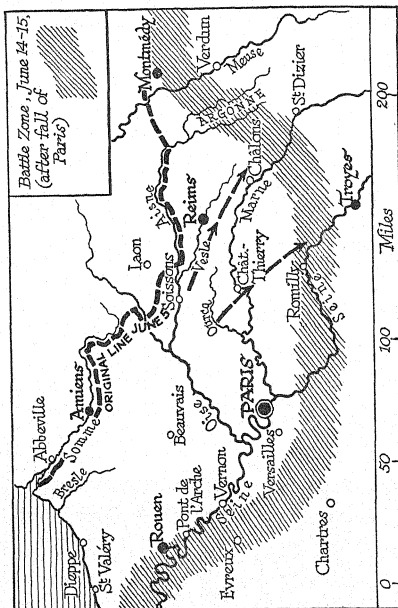 Battle Zone, June 14-15,
(after fall of
Paris)
Abbeville
Bresle
Somme
Amiens
ORIGINAL LINE JUNE 5
Dieppe
St Valéry
Laon
Aisne
Soissons
Montmédy
Verdun
Meuse
ARGONNE
Rouen
Pont de
l'Arche
Beauvais
Oise
Vesle
Reims
Ourcq
Chât.-
Thierry
Marne
Châlons
St Dizier
Evreux
Vernon
Seine
PARIS
Versailles
Chartres
Romilly
Seine
Troyes
0
50
100
Miles
200